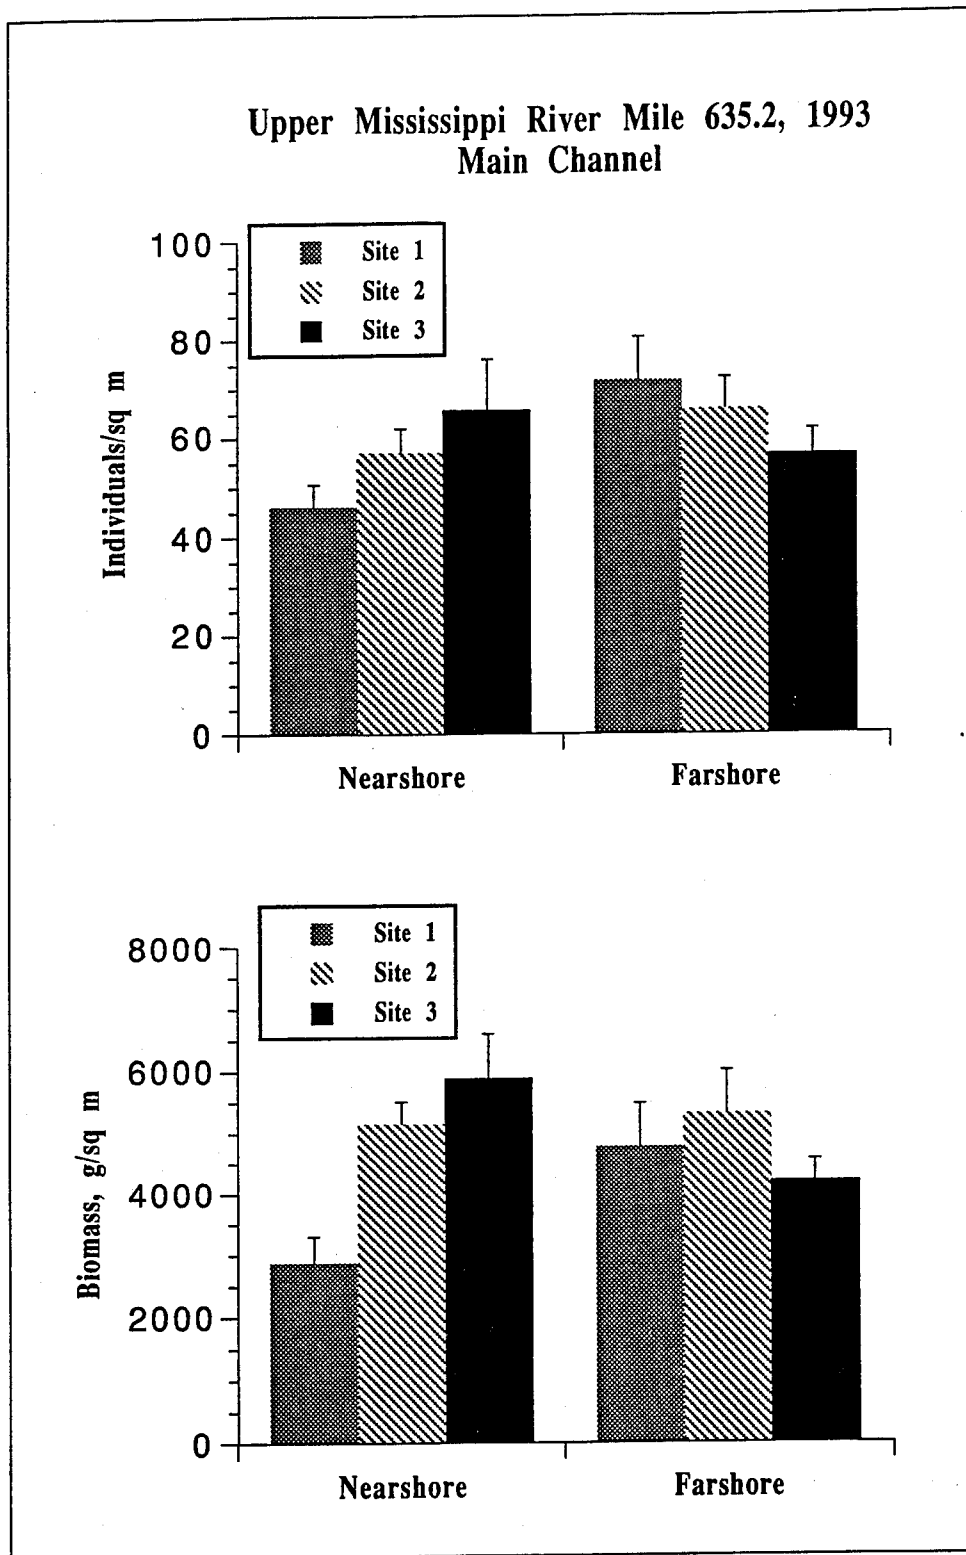 Upper Mississippi River Mile 635.2, 1993
Main Channel
Site 1
Site 2
Site 3
100
80
60
40
20
0
Individuals/sq m
Nearshore Farshore
Site 1
Site 2
Site 3
8000
6000
4000
2000
0
Biomass, g/sq m
Nearshore Farshore